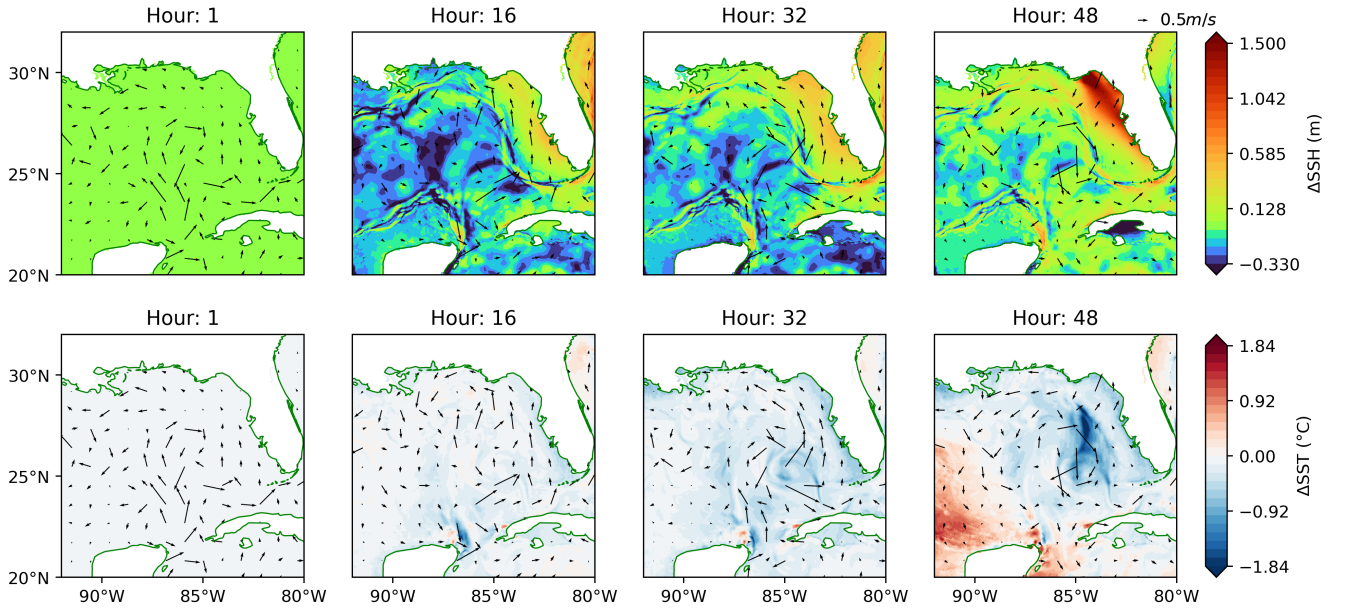 Hour: 1
Hour: 16
Hour: 32
Hour: 48
0.5m/s
30°N
25°N
20°N
1.500
1.042
0.585
0.128
−0.330
ΔSSH (m)
Hour: 1
Hour: 16
Hour: 32
Hour: 48
30°N
25°N
20°N
90°W
85°W
80°W
90°W
85°W
80°W
90°W
85°W
80°W
90°W
85°W
80°W
1.84
0.92
0.00
−0.92
−1.84
ΔSST (°C)